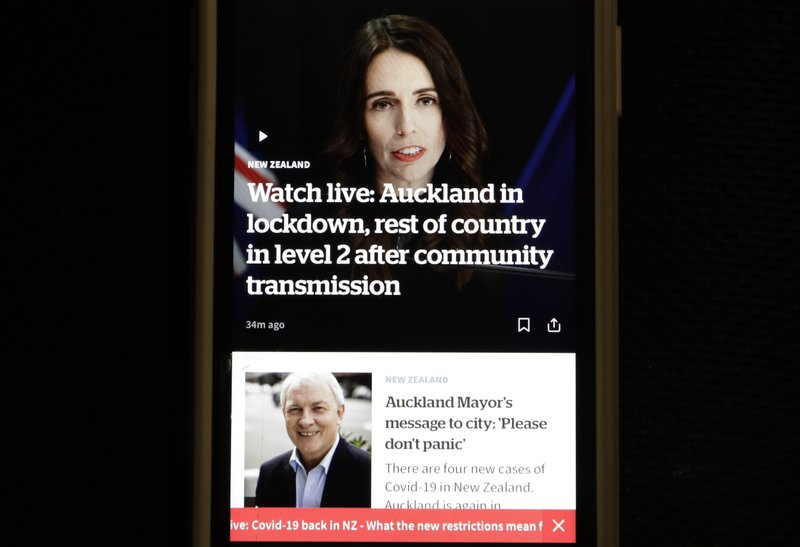 NEW ZEALAND
Watch live: Auckland in
lockdown, rest of country
in level 2 after community
transmission
34m ago
NEW ZEALAND
Auckland Mayor's
message to city: 'Please
don't panic'
There are four new cases of
Covid-19 in New Zealand.
Auckland is again in
ive: Covid-19 back in NZ - What the new restrictions mean f